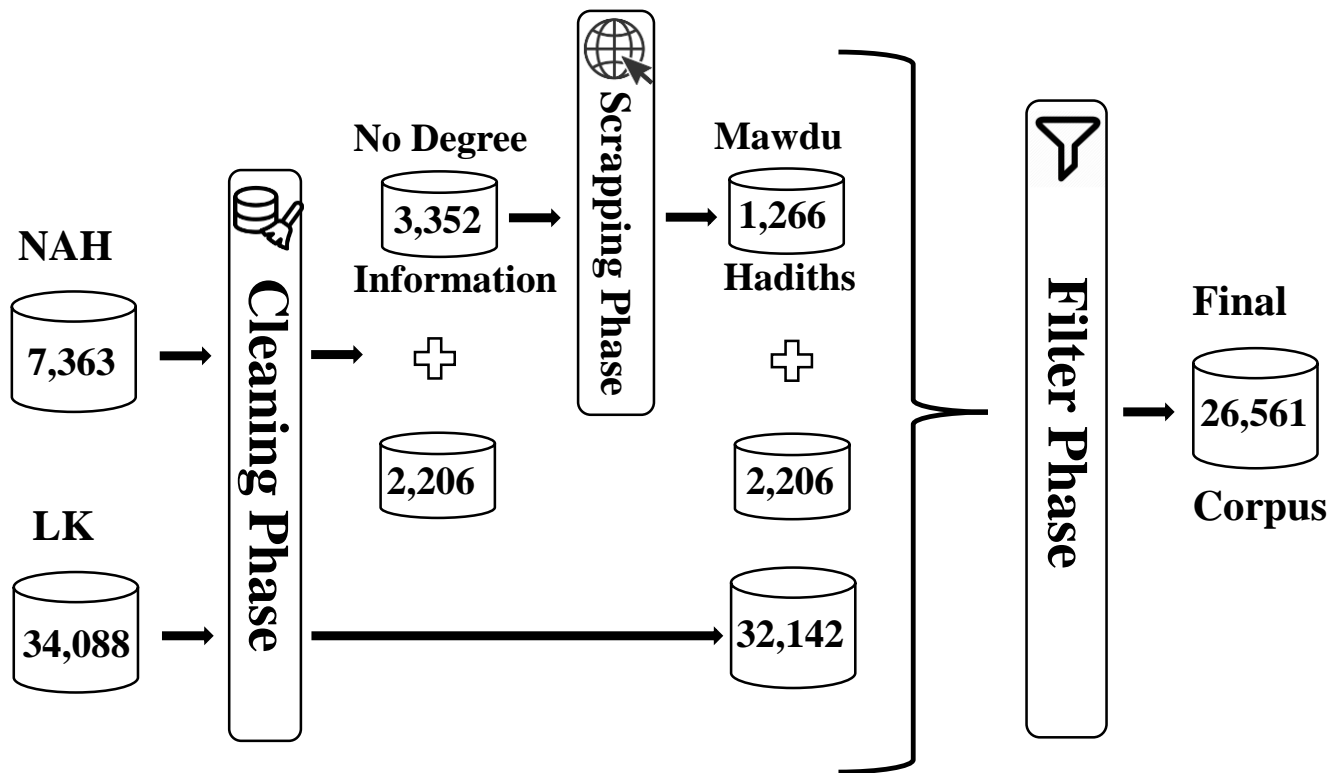 NAH
7,363
LK
34,088
Cleaning Phase
No Degree
3,352
Information
2,206
Scrapping Phase
Mawdu
1,266
Hadiths
2,206
32,142
Filter Phase
Final
26,561
Corpus